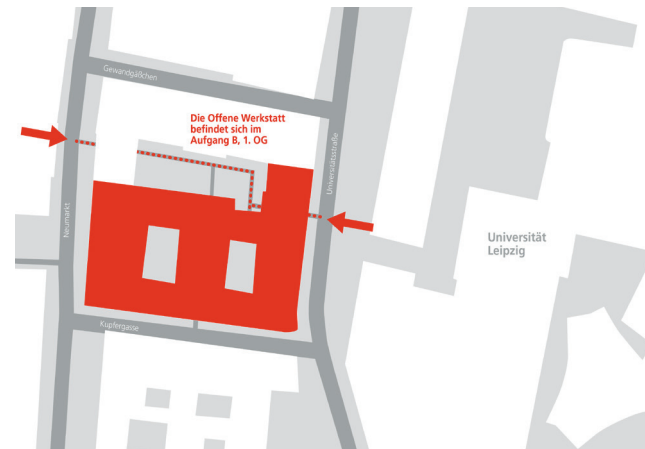 Gewandgäßchen
Die Offene Werkstatt
befindet sich im
Aufgang B, 1. OG
Universitätsstraße
Neumarkt
Universität
Leipzig
Kupfergasse